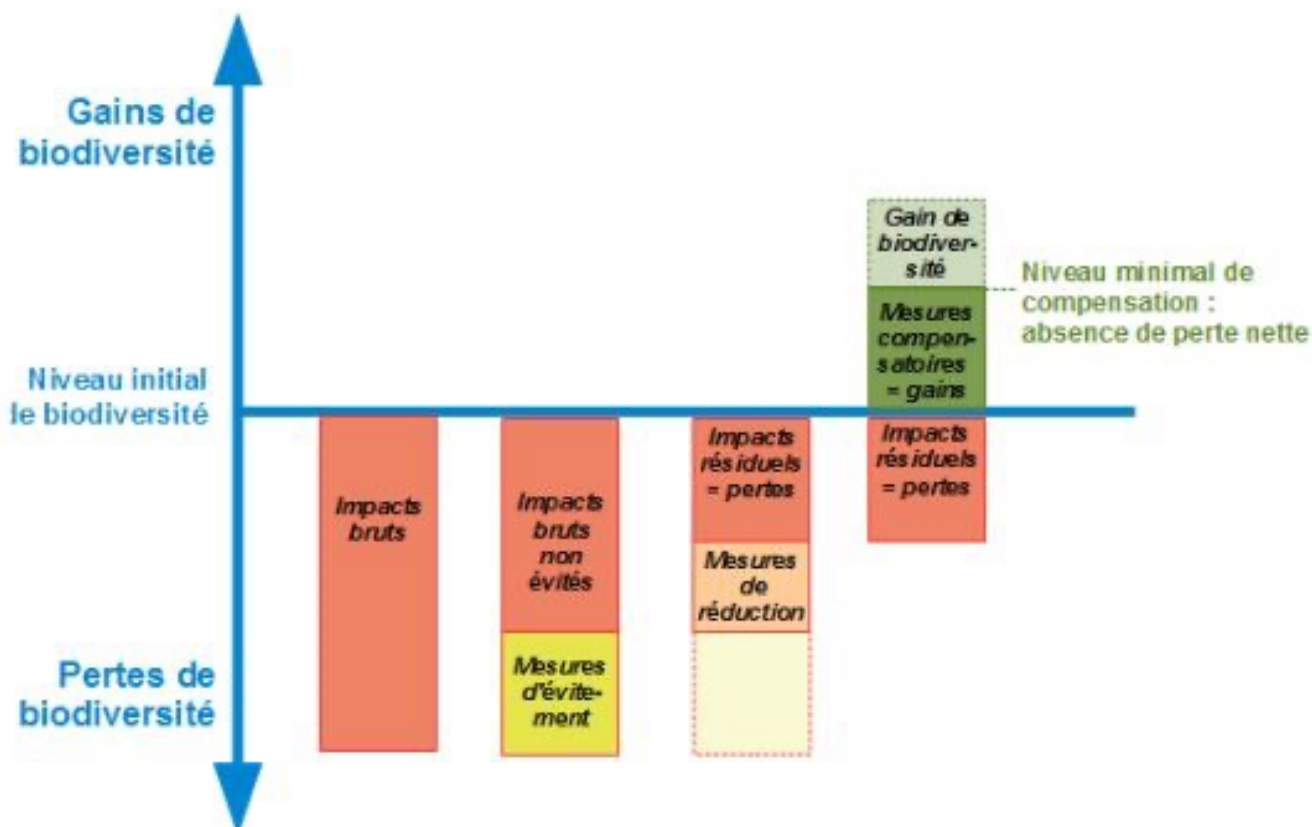 Gains de
biodiversité
Gain de
biodiver-
sité
Niveau minimal de
compensation :
absence de perte nette
Mesures
compen-
satoires
= gains
Niveau initial
de biodiversité
Impacts
bruts
Impacts
bruts
non
évités
Mesures
d'évite-
ment
Impacts
résiduels
= pertes
Mesures
de
réduction
Impacts
résiduels
= pertes
Pertes de
biodiversité